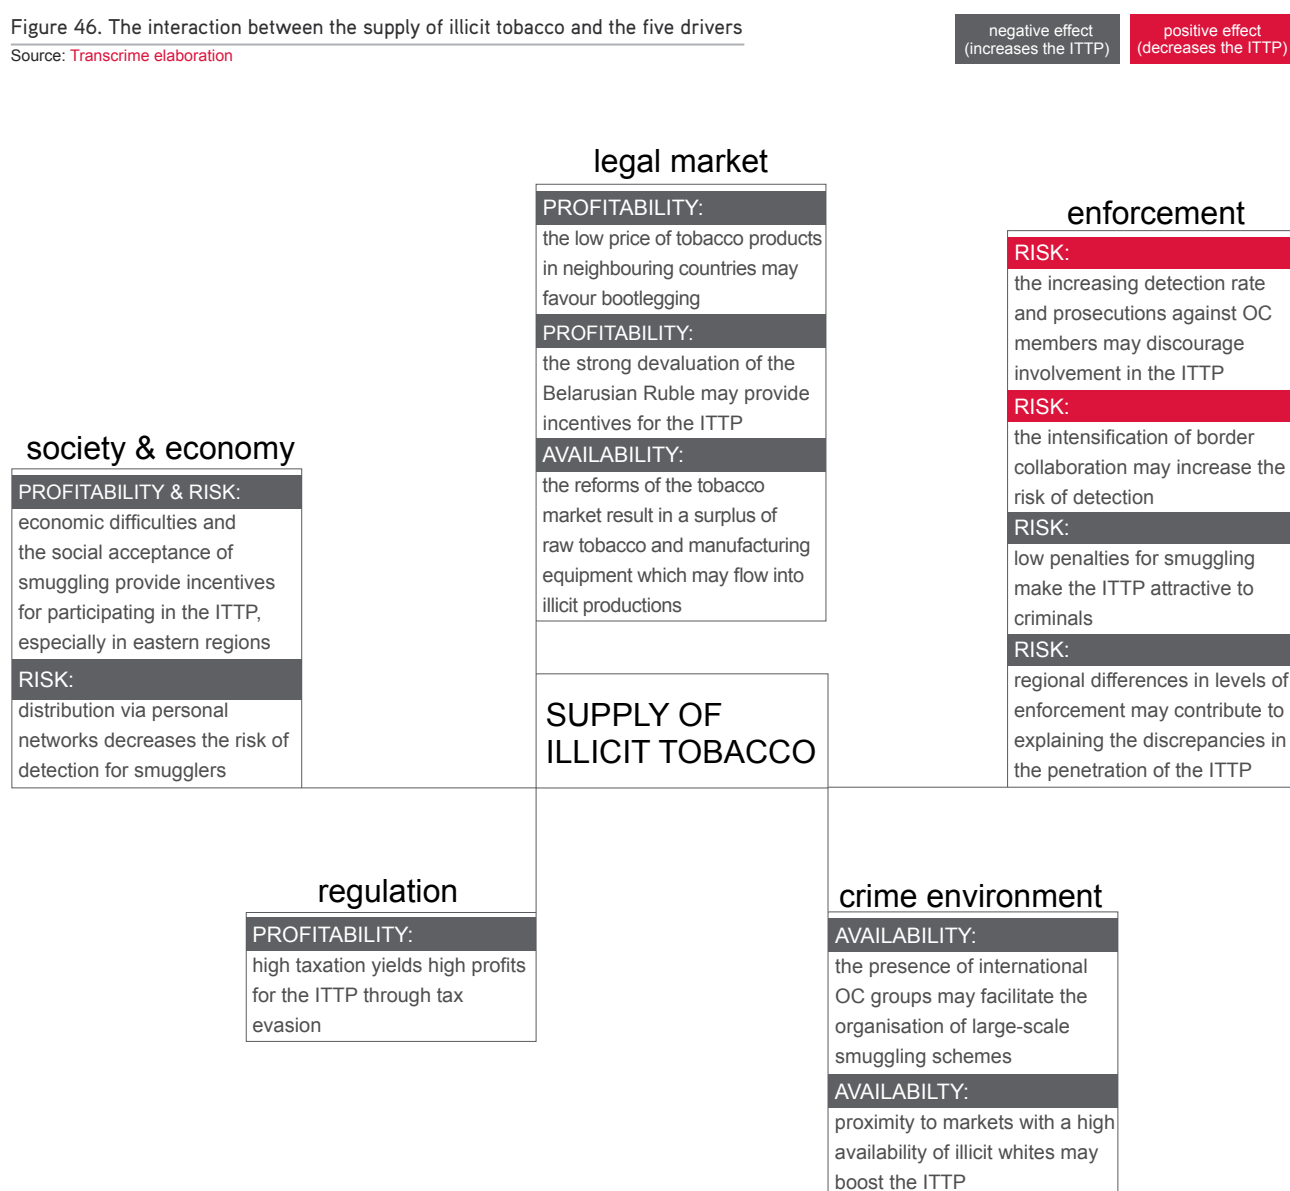 Figure 46. The interaction between the supply of illicit tobacco and the five drivers
Source: Transcrime elaboration
negative effect
(increases the ITTP)
positive effect
(decreases the ITTP)
legal market
PROFITABILITY:
the low price of tobacco products
in neighbouring countries may
favour bootlegging
PROFITABILITY:
the strong devaluation of the
Belarusian Ruble may provide
incentives for the ITTP
AVAILABILITY:
the reforms of the tobacco
market result in a surplus of
raw tobacco and manufacturing
equipment which may flow into
illicit productions
enforcement
RISK:
the increasing detection rate
and prosecutions against OC
members may discourage
involvement in the ITTP
RISK:
the intensification of border
collaboration may increase the
risk of detection
RISK:
low penalties for smuggling
make the ITTP attractive to
criminals
RISK:
regional differences in levels of
enforcement may contribute to
explaining the discrepancies in
the penetration of the ITTP
society & economy
PROFITABILITY & RISK:
economic difficulties and
the social acceptance of
smuggling provide incentives
for participating in the ITTP,
especially in eastern regions
RISK:
distribution via personal
networks decreases the risk of
detection for smugglers
SUPPLY OF
ILLICIT TOBACCO
regulation
PROFITABILITY:
high taxation yields high profits
for the ITTP through tax
evasion
crime environment
AVAILABILITY:
the presence of international
OC groups may facilitate the
organisation of large-scale
smuggling schemes
AVAILABILTY:
proximity to markets with a high
availability of illicit whites may
boost the ITTP